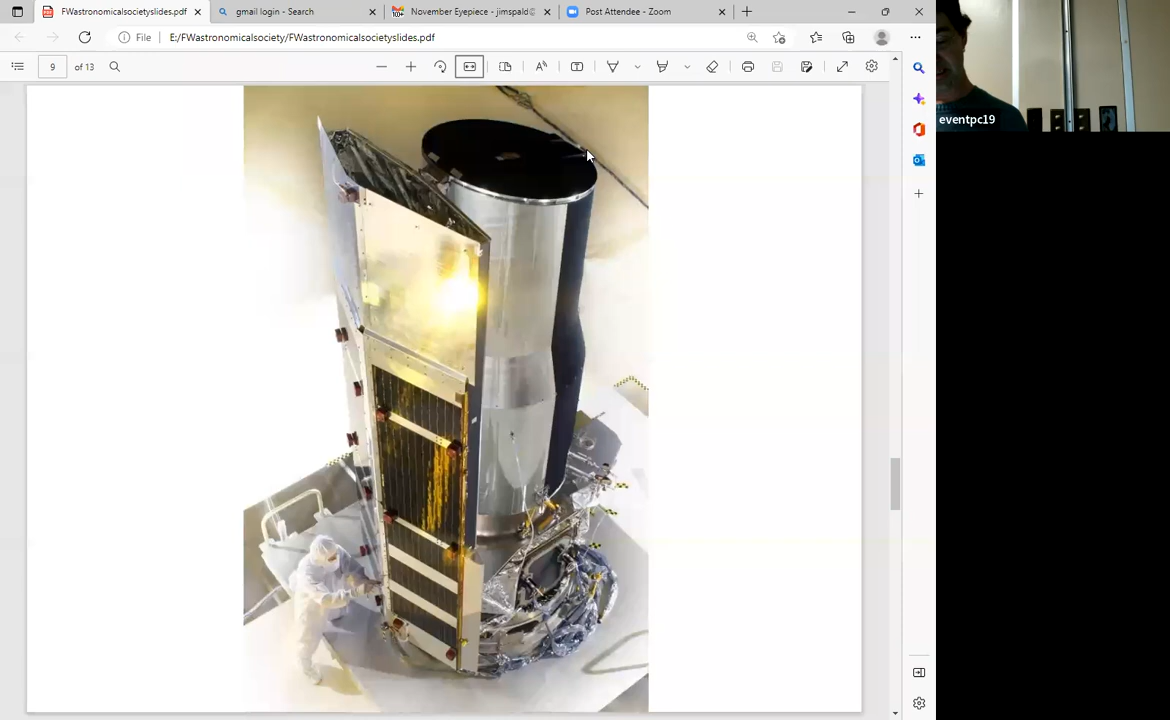 FWastronomicalsocietyslides.pdf
gmail login - Search
November Eyepiece - jimspald@
Post Attendee - Zoom
File
E:/FWastronomicalsociety/FWastronomicalsocietyslides.pdf
9
of 13
eventpc19